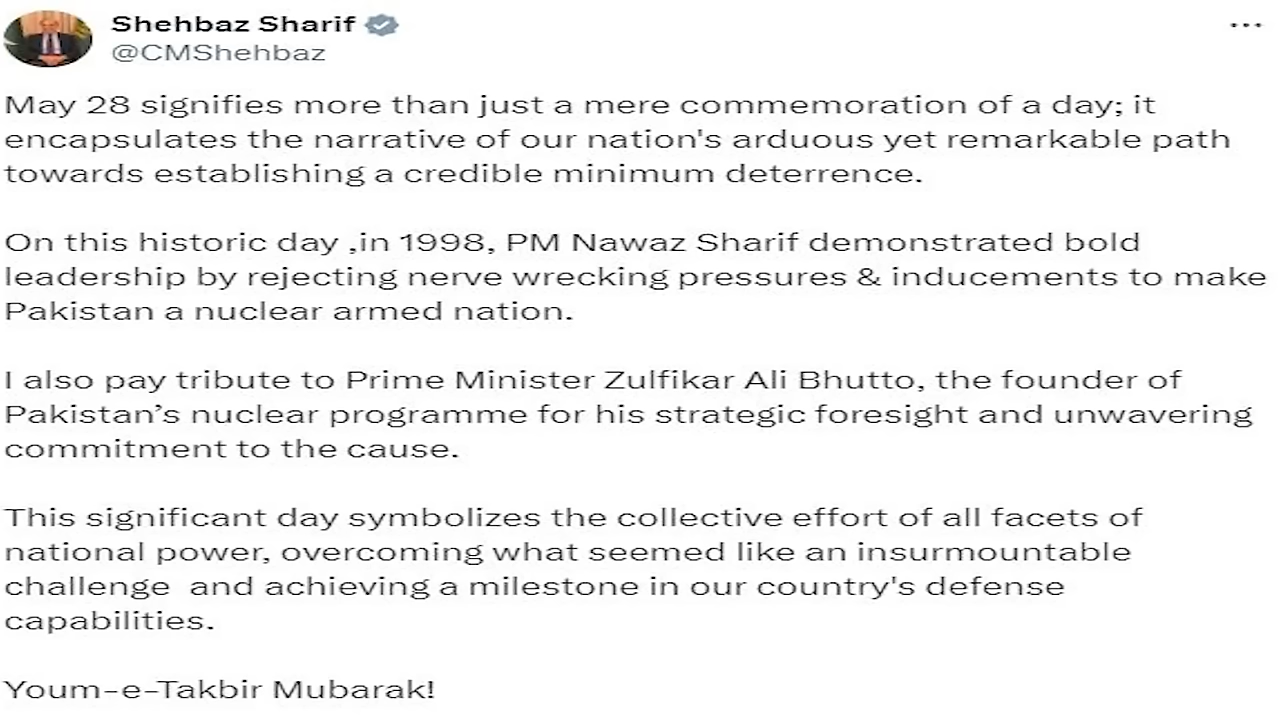 Shehbaz Sharif
@CMShehbaz
May 28 signifies more than just a mere commemoration of a day; it
encapsulates the narrative of our nation's arduous yet remarkable path
towards establishing a credible minimum deterrence.
On this historic day ,in 1998, PM Nawaz Sharif demonstrated bold
leadership by rejecting nerve wrecking pressures & inducements to make
Pakistan a nuclear armed nation.
I also pay tribute to Prime Minister Zulfikar Ali Bhutto, the founder of
Pakistan’s nuclear programme for his strategic foresight and unwavering
commitment to the cause.
This significant day symbolizes the collective effort of all facets of
national power, overcoming what seemed like an insurmountable
challenge  and achieving a milestone in our country's defense
capabilities.
Youm-e-Takbir Mubarak!